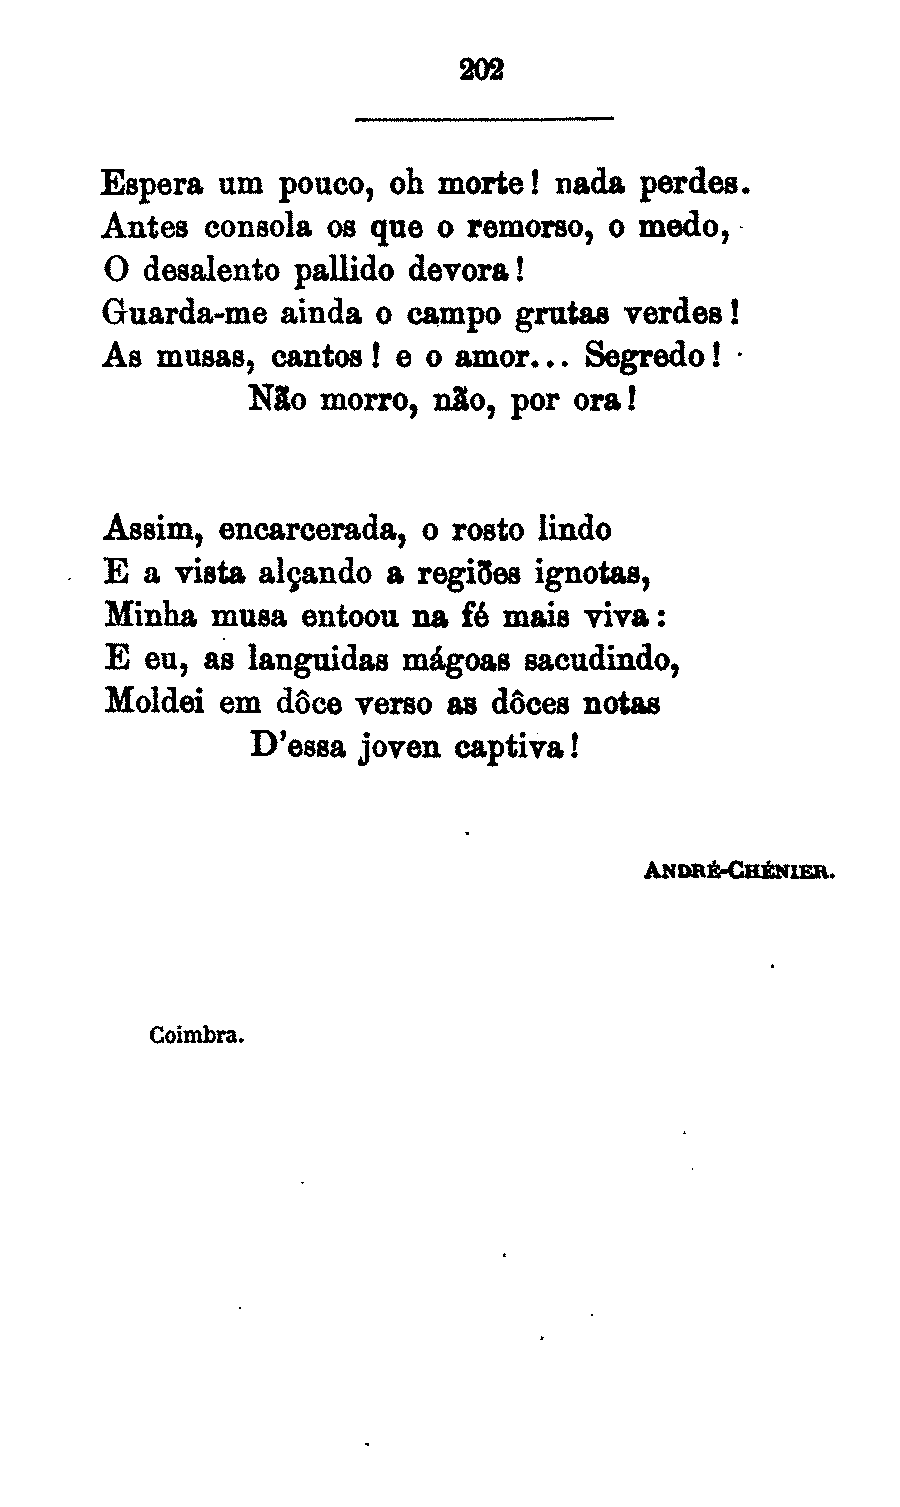 202
Espera um pouco, oh morte! nada perdes.
Antes consola os que o remorso, o medo,
O desalento pallido devora!
Guarda-me ainda o campo grutas verdes!
As musas, cantos! e o amor... Segredo!
Não morro, não, por ora!
Assim, encarcerada, o rosto lindo
E a vista alçando a regiões ignotas,
Minha musa entoou na fé mais viva:
E eu, as languidas mágoas sacudindo,
Moldei em dôce verso as dôces notas
D'essa joven captiva!
ANDRÉ-CHÉNIER.
Coimbra.